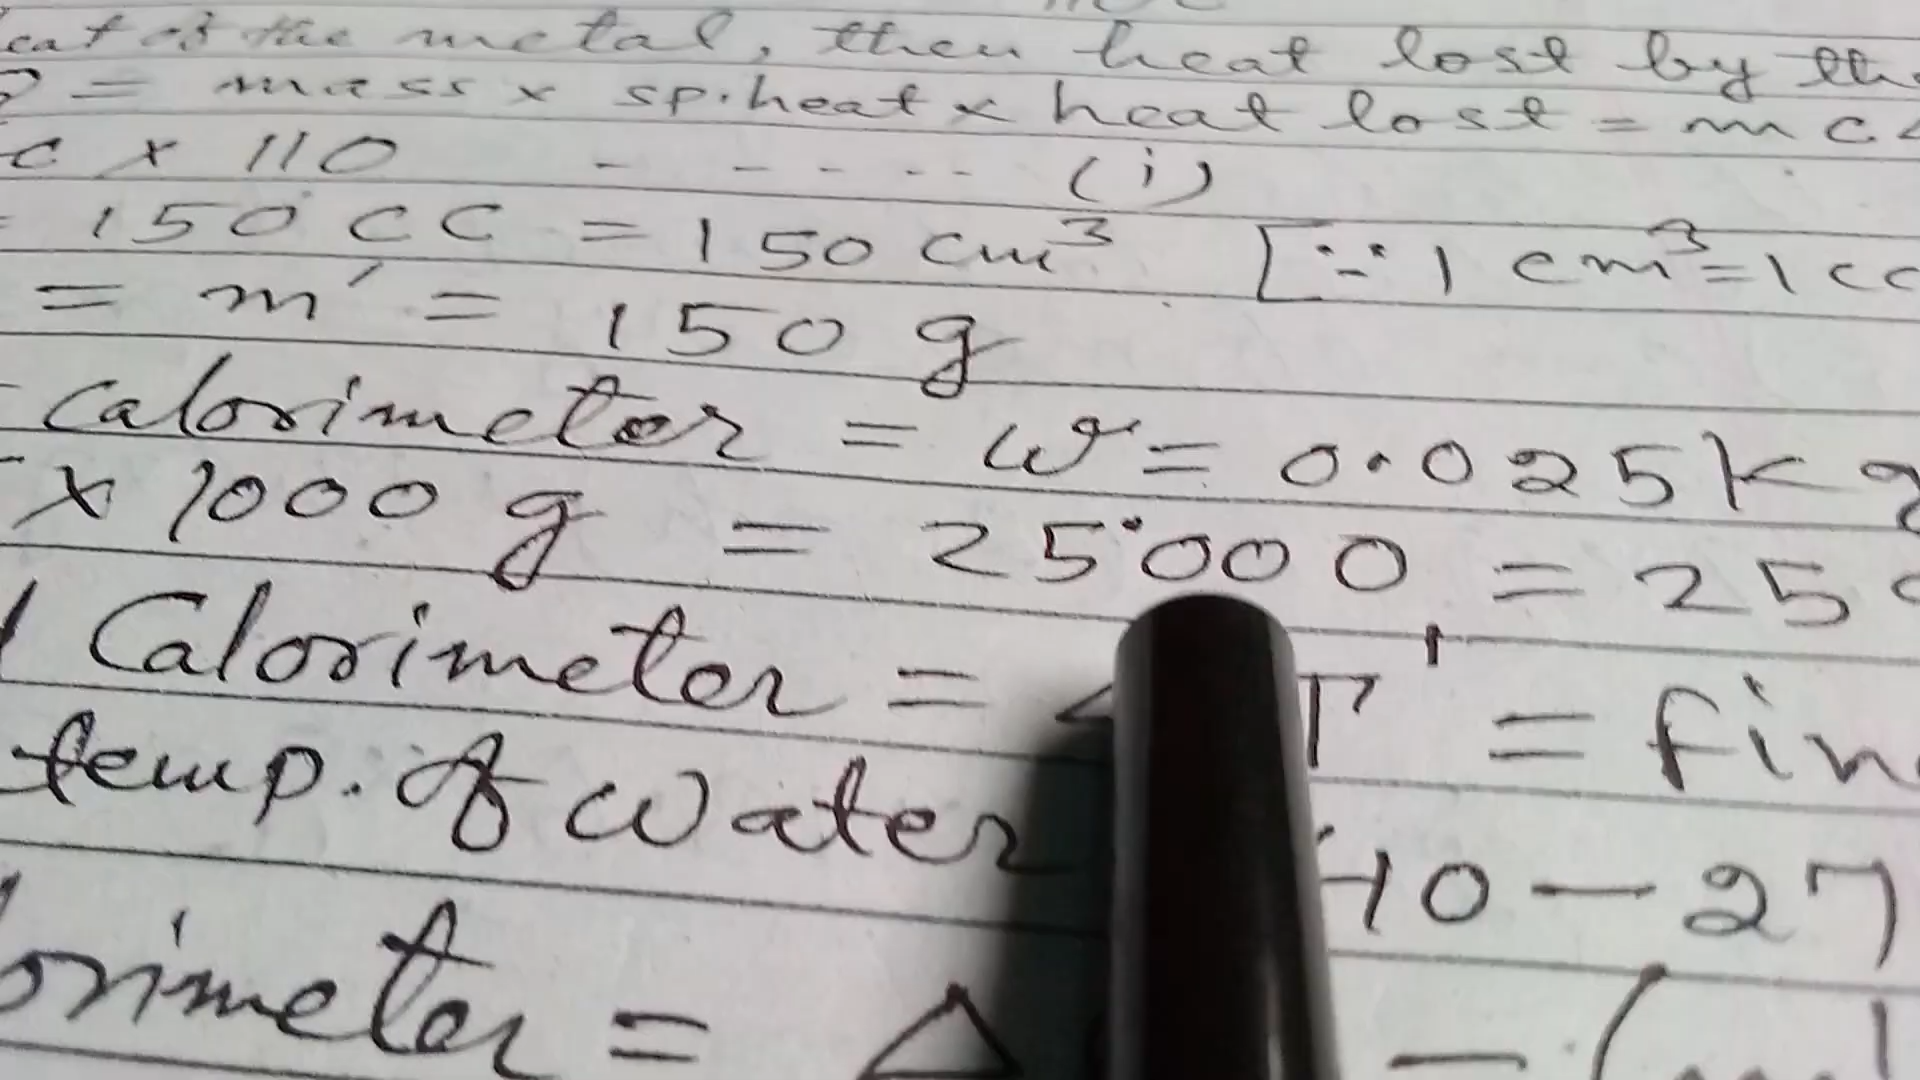 eat of the metal, then heat lost by the
= mass x sp.heat x heat lost = m c
c x 110 - - - - - - (i)
= 150 CC = 150 cm³ [∵ 1 cm³ = 1 cc
= m' = 150 g
calorimeter = w = 0.025 kg
x 1000 g = 25.000 = 25
Calorimeter = T' = fin
temp. of water 40 - 27
orimeter = Δ - (m'